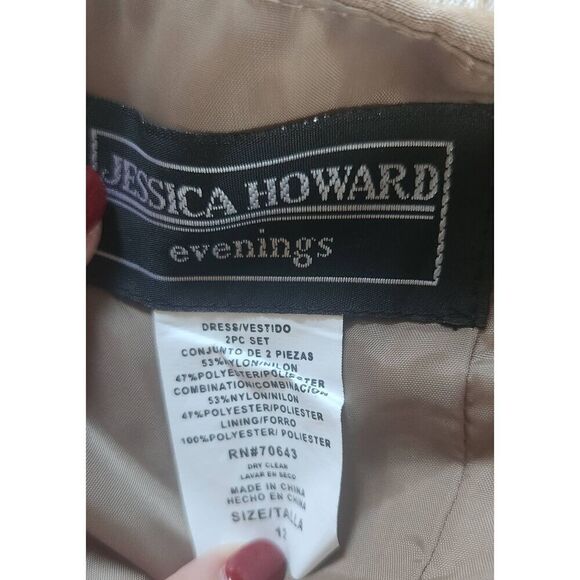 JESSICA HOWARD
evenings
DRESS/VESTIDO
2PC SET
CONJUNTO DE 2 PIEZAS
53%NYLON/NILON
47%POLYESTER/POLIESTER
COMBINATION/COMBINACION
53%NYLON/NILON
47%POLYESTER/POLIESTER
LINING/FORRO
100%POLYESTER/ POLIESTER
RN#70643
DRY CLEAN
LAVAR EN SECO
MADE IN CHINA
HECHO EN CHINA
SIZE/TALLA
12